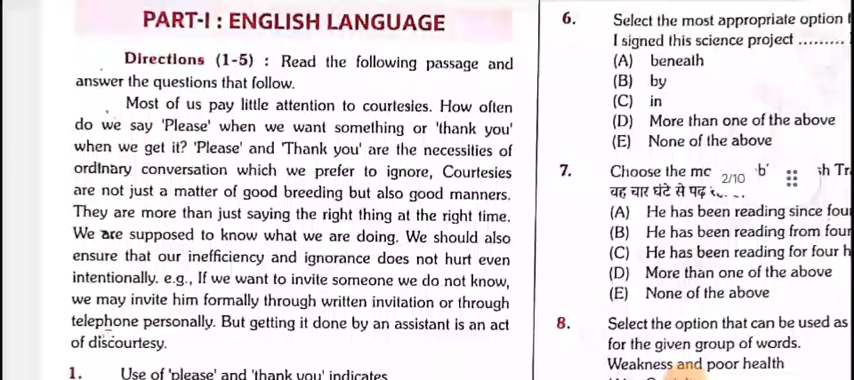 PART-I : ENGLISH LANGUAGE
Directions (1-5) : Read the following passage and
answer the questions that follow.
Most of us pay little attention to courtesies. How often
do we say 'Please' when we want something or 'thank you'
when we get it? 'Please' and 'Thank you' are the necessities of
ordinary conversation which we prefer to ignore, Courtesies
are not just a matter of good breeding but also good manners.
They are more than just saying the right thing at the right time.
We are supposed to know what we are doing. We should also
ensure that our inefficiency and ignorance does not hurt even
intentionally. e.g., If we want to invite someone we do not know,
we may invite him formally through written invitation or through
telephone personally. But getting it done by an assistant is an act
of discourtesy.
1. Use of 'please' and 'thank you' indicates
6. Select the most appropriate option
I signed this science project .........
(A) beneath
(B) by
(C) in
(D) More than one of the above
(E) None of the above
7. Choose the
2/10
वह चार घंटे से पढ़
(A) He has been reading since
(B) He has been reading from four
(C) He has been reading for four
(D) More than one of the above
(E) None of the above
8. Select the option that can be used as
for the given group of words.
Weakness and poor health